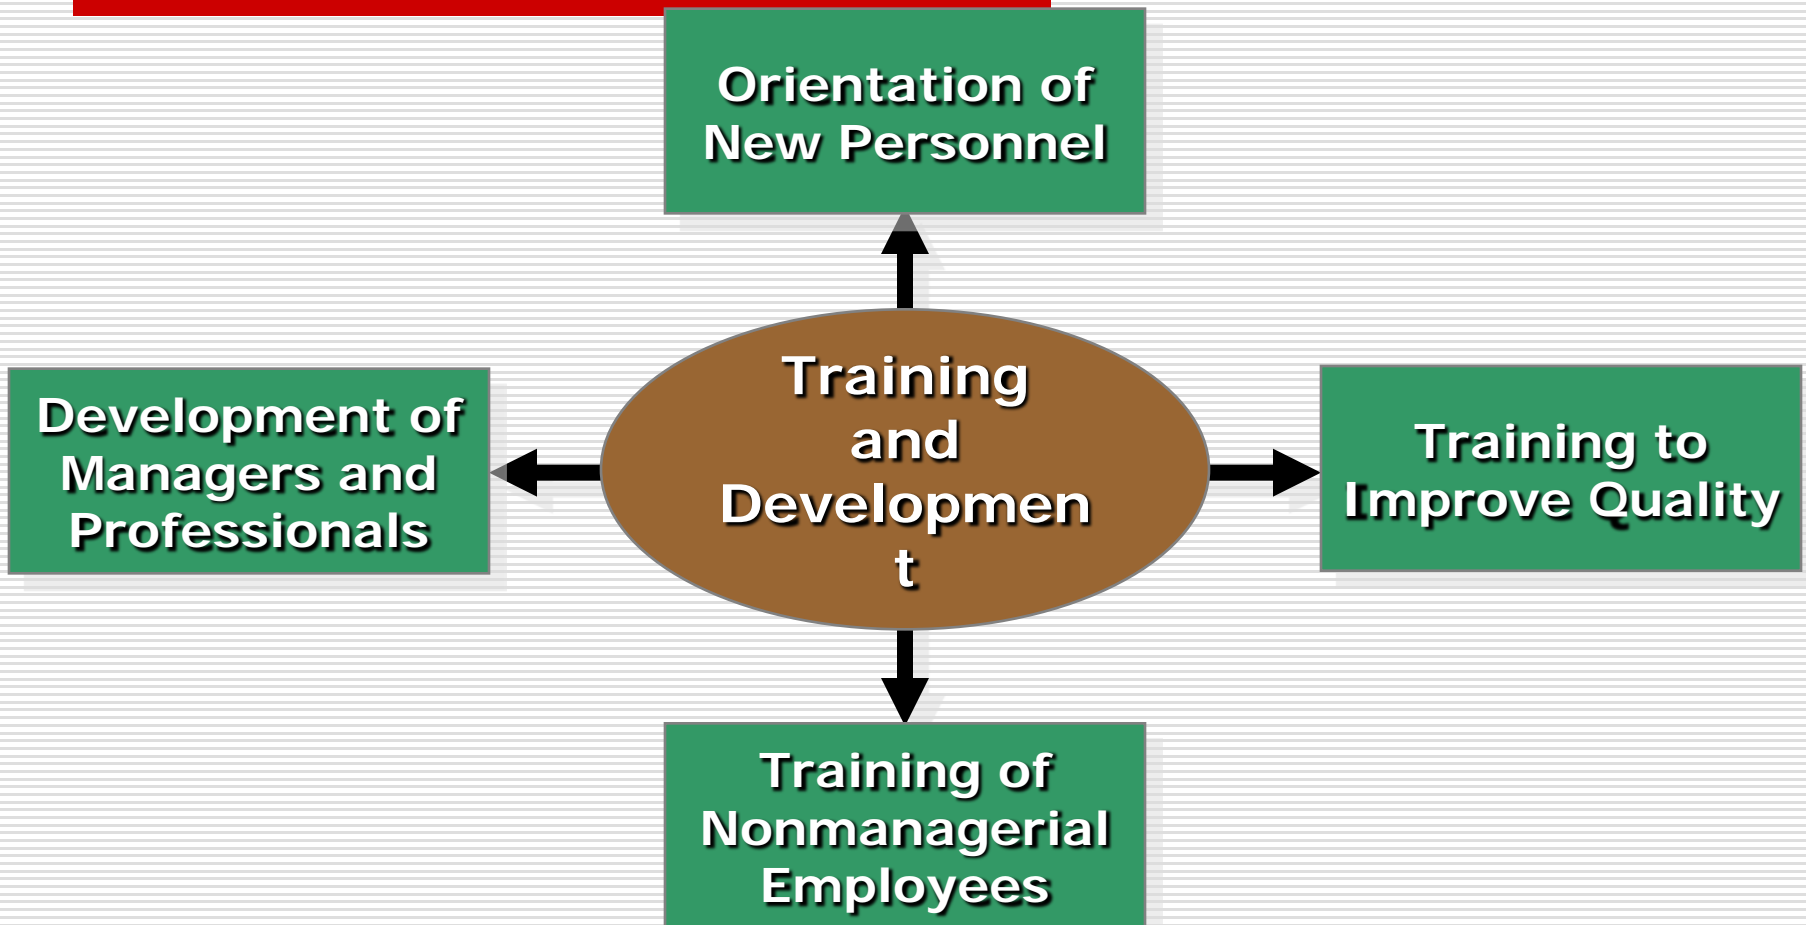 Orientation of
New Personnel
Development of
Managers and
Professionals
Training
and
Developmen
t
Training to
Improve Quality
Training of
Nonmanagerial
Employees